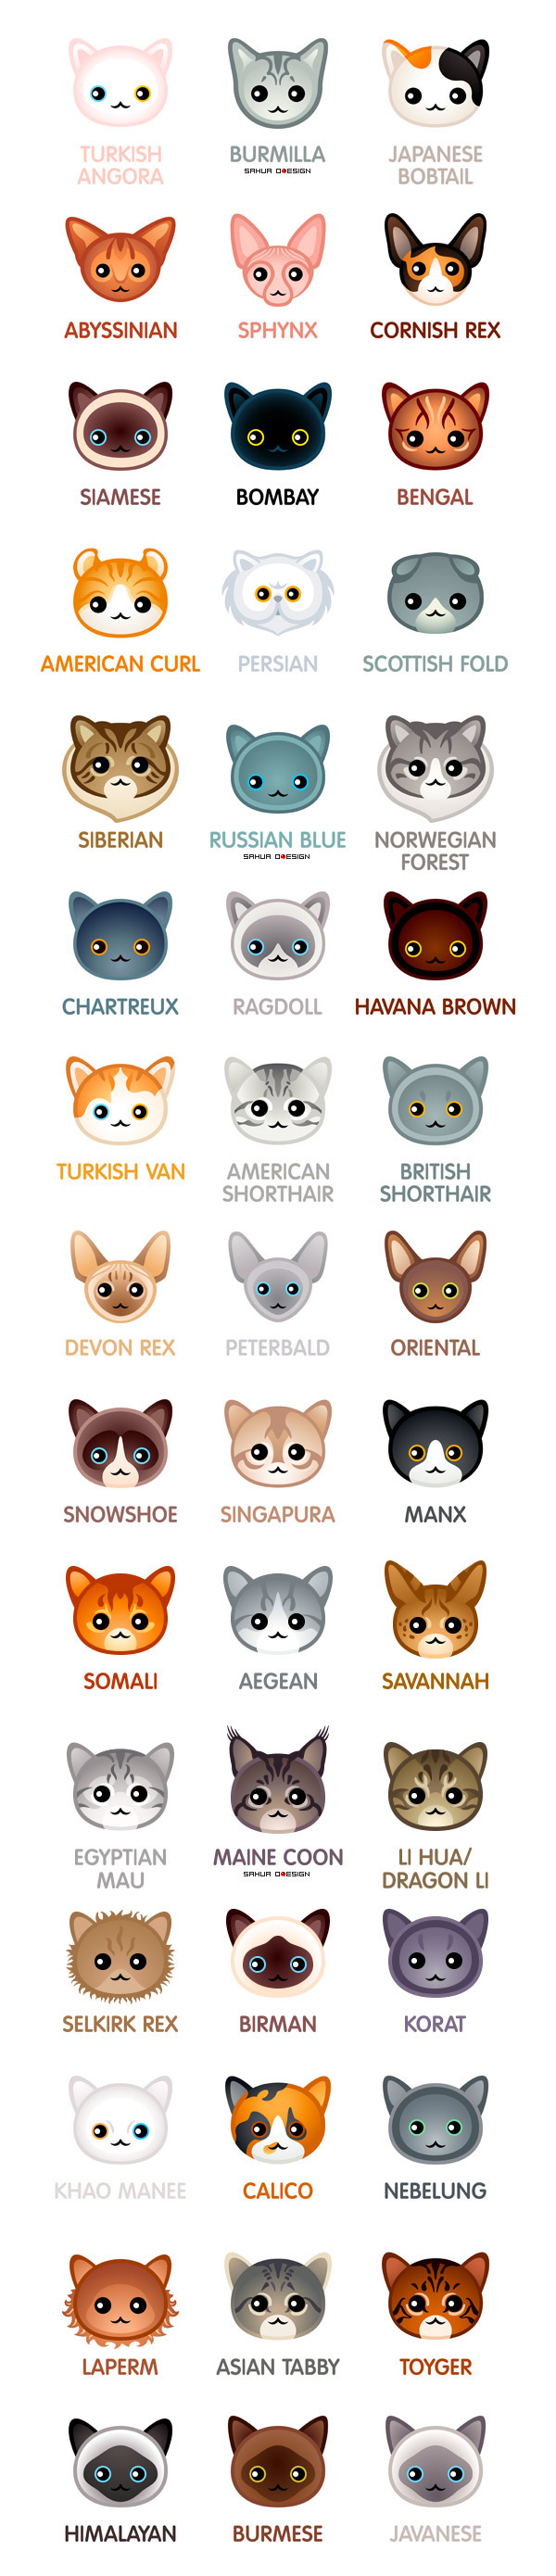 TURKISH
ANGORA
BURMILLA
SAHUA DESIGN
JAPANESE
BOBTAIL
ABYSSINIAN
SPHYNX
CORNISH REX
SIAMESE
BOMBAY
BENGAL
AMERICAN CURL
PERSIAN
SCOTTISH FOLD
SIBERIAN
RUSSIAN BLUE
SAHUA DESIGN
NORWEGIAN
FOREST
CHARTREUX
RAGDOLL
HAVANA BROWN
TURKISH VAN
AMERICAN
SHORTHAIR
BRITISH
SHORTHAIR
DEVON REX
PETERBALD
ORIENTAL
SNOWSHOE
SINGAPURA
MANX
SOMALI
AEGEAN
SAVANNAH
EGYPTIAN
MAU
MAINE COON
SAHUA DESIGN
LI HUA/
DRAGON LI
SELKIRK REX
BIRMAN
KORAT
KHAO MANEE
CALICO
NEBELUNG
LAPERM
ASIAN TABBY
TOYGER
HIMALAYAN
BURMESE
JAVANESE